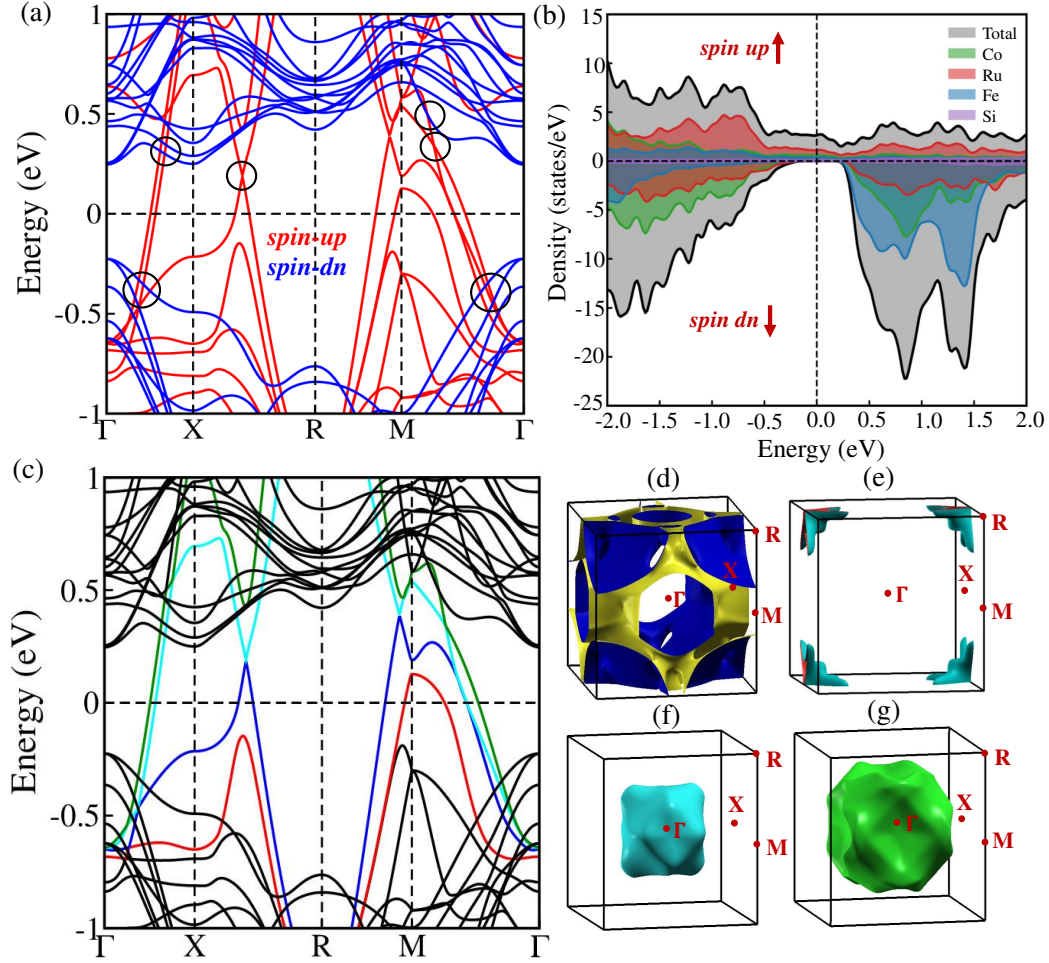 (a)
Energy (eV)
1
0.5
0
-0.5
-1
spin-up
spin-dn
Γ X R M Γ
(b)
Density (states/eV)
15
10
5
0
-5
-10
-15
-20
-25
spin up
spin dn
Total
Co
Ru
Fe
Si
-2.0 -1.5 -1.0 -0.5 0.0 0.5 1.0 1.5 2.0
Energy (eV)
(c)
Energy (eV)
1
0.5
0
-0.5
-1
Γ X R M Γ
(d)
R
X
Γ
M
(e)
R
X
Γ
M
(f)
R
X
Γ
M
(g)
R
X
Γ
M